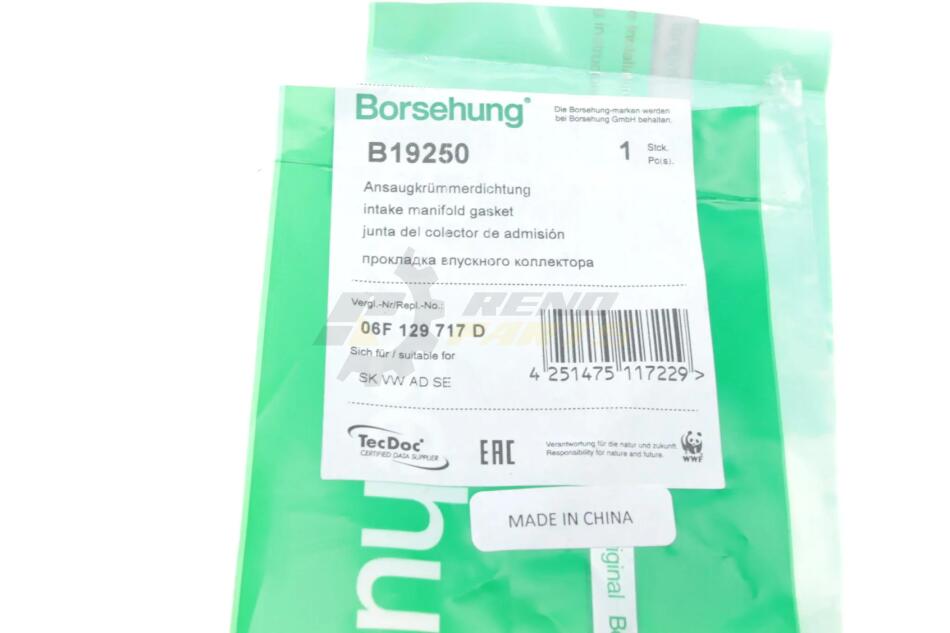 Borsehung®
Die Borsehung-marken werden
bei Borsehung GmbH behalten.
B19250
1 Stck.
Pc(s).
Ansaugkrümmerdichtung
intake manifold gasket
junta del colector de admisión
прокладка впускного коллектора
Vergl.-Nr/Repl.-No.:
06F 129 717 D
Sich für / suitable for
SK VW AD SE
4 251475 117229 >
RENO
PARTS
TecDoc®
CERTIFIED DATA SUPPLIER
EAC
Verantwortung für die natur und zukunft.
Responsibility for nature and future.
WWF
MADE IN CHINA
hu